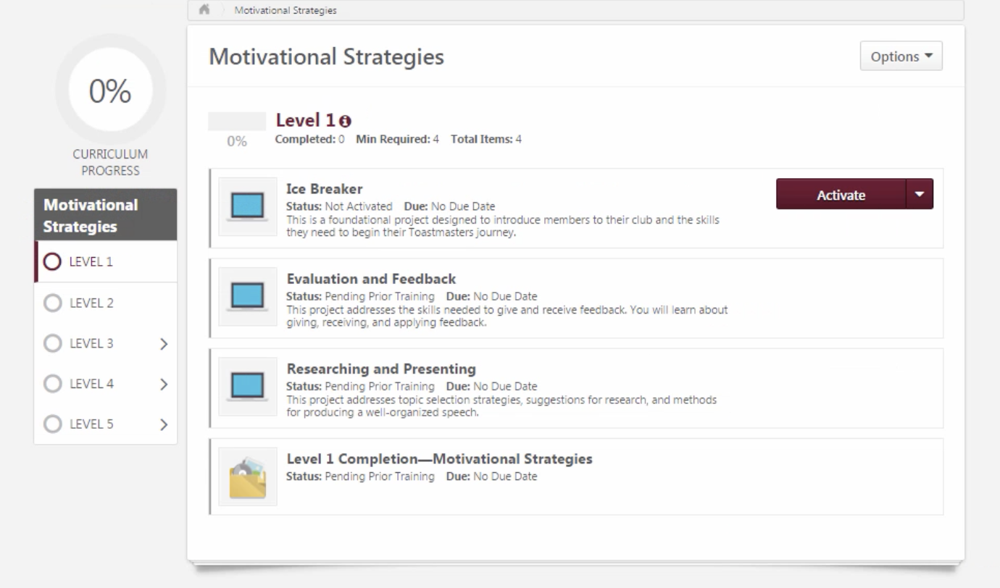 Motivational Strategies
0%
CURRICULUM
PROGRESS
Motivational
Strategies
LEVEL 1
LEVEL 2
LEVEL 3
LEVEL 4
LEVEL 5
Motivational Strategies
Options
Level 1
0%
Completed: 0 Min Required: 4 Total Items: 4
Ice Breaker
Status: Not Activated Due: No Due Date
This is a foundational project designed to introduce members to their club and the skills
they need to begin their Toastmasters journey.
Activate
Evaluation and Feedback
Status: Pending Prior Training Due: No Due Date
This project addresses the skills needed to give and receive feedback. You will learn about
giving, receiving, and applying feedback.
Researching and Presenting
Status: Pending Prior Training Due: No Due Date
This project addresses topic selection strategies, suggestions for research, and methods
for producing a well-organized speech.
Level 1 Completion—Motivational Strategies
Status: Pending Prior Training Due: No Due Date